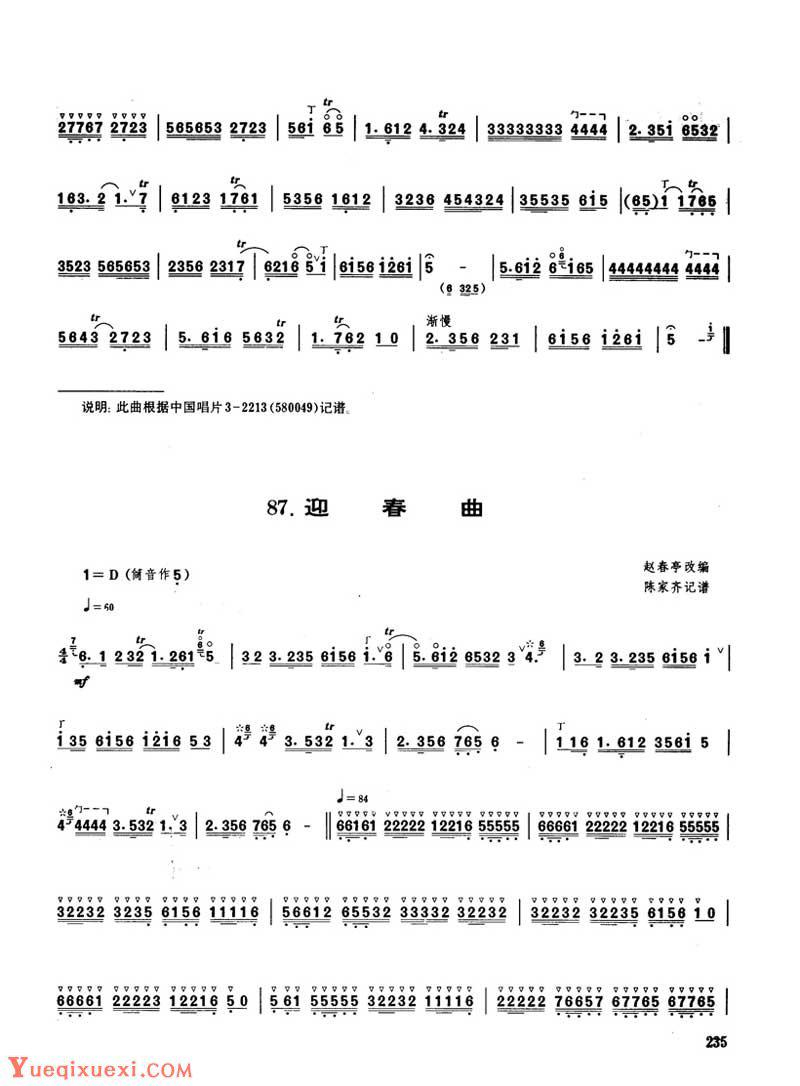 27767 2723 | 565653 2723 | 561 65 | 1. 612 4. 324 | 33333333 4444 | 2. 351 6532 |
163. 2 1. 7 | 6123 1761 | 5356 1612 | 3236 454324 | 35535 615 | (65) 1 1765 |
3523 565653 | 2356 2317 | 6216 5 1 | 6156 1261 | 5 - | 5. 612 6 165 | 44444444 4444 |
(6 325)
渐慢
5643 2723 | 5. 616 5632 | 1. 762 1 0 | 2. 356 231 | 6156 1261 | 5 -
说明: 此曲根据中国唱片3-2213(580049)记谱。
87. 迎 春 曲
赵春亭改编
1= D (筒音作5)
陈家齐记谱
♩=60
4/4 6. 1 232 1. 261 5 | 32 3. 235 6156 1. 6 | 5. 612 6532 3 4. | 3. 2 3. 235 6156 1 |
mf
1 35 6156 1216 5 3 | 4 4 3. 532 1. 3 | 2. 356 765 6 - | 1 1 6 1. 612 3561 5 |
♩=84
4 4444 3. 532 1. 3 | 2. 356 765 6 - || 66161 22222 12216 55555 | 66661 22222 12216 55555 |
32232 3235 6156 11116 | 56612 65532 33332 32232 | 32232 32235 6156 1 0 |
66661 22223 12216 5 0 | 5 61 55555 32232 11116 | 22222 76657 67765 67765 |
235
Yueqixuexi.com